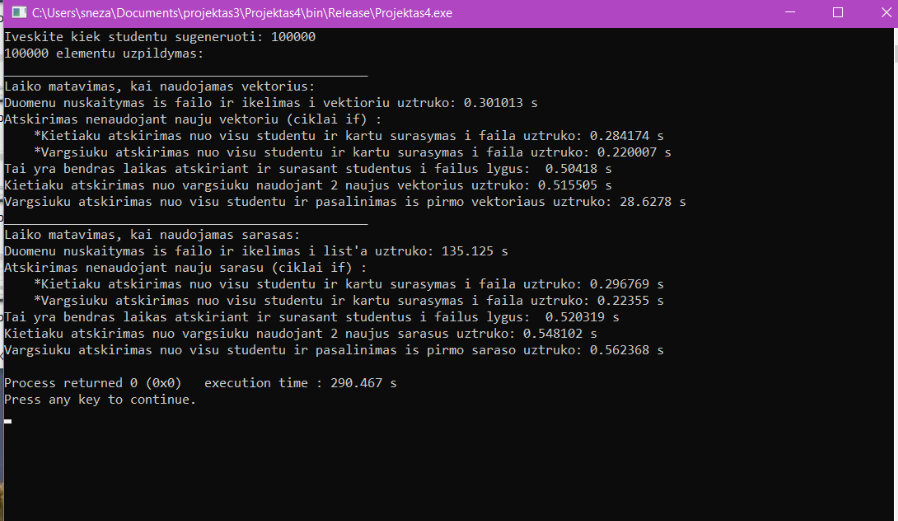 C:\Users\sneza\Documents\projektas3\Projektas4\bin\Release\Projektas4.exe
Iveskite kiek studentu sugeneruoti: 100000
100000 elementu uzpildymas:
Laiko matavimas, kai naudojamas vektorius:
Duomenu nuskaitymas is failo ir ikelimas i vektioriu uztruko: 0.301013 s
Atskirimas nenaudojant nauju vektoriu (ciklai if) :
*Kietiaku atskirimas nuo visu studentu ir kartu surasymas i faila uztruko: 0.284174 s
*Vargsiuku atskirimas nuo visu studentu ir kartu surasymas i faila uztruko: 0.220007 s
Tai yra bendras laikas atskiriant ir surasant studentus i failus lygus:  0.50418 s
Kietiaku atskirimas nuo vargsiuku naudojant 2 naujus vektorius uztruko: 0.515505 s
Vargsiuku atskirimas nuo visu studentu ir pasalinimas is pirmo vektoriaus uztruko: 28.6278 s
Laiko matavimas, kai naudojamas sarasas:
Duomenu nuskaitymas is failo ir ikelimas i list'a uztruko: 135.125 s
Atskirimas nenaudojant nauju sarasu (ciklai if) :
*Kietiaku atskirimas nuo visu studentu ir kartu surasymas i faila uztruko: 0.296769 s
*Vargsiuku atskirimas nuo visu studentu ir kartu surasymas i faila uztruko: 0.22355 s
Tai yra bendras laikas atskiriant ir surasant studentus i failus lygus:  0.520319 s
Kietiaku atskirimas nuo vargsiuku naudojant 2 naujus sarasus uztruko: 0.548102 s
Vargsiuku atskirimas nuo visu studentu ir pasalinimas is pirmo saraso uztruko: 0.562368 s
Process returned 0 (0x0)   execution time : 290.467 s
Press any key to continue.